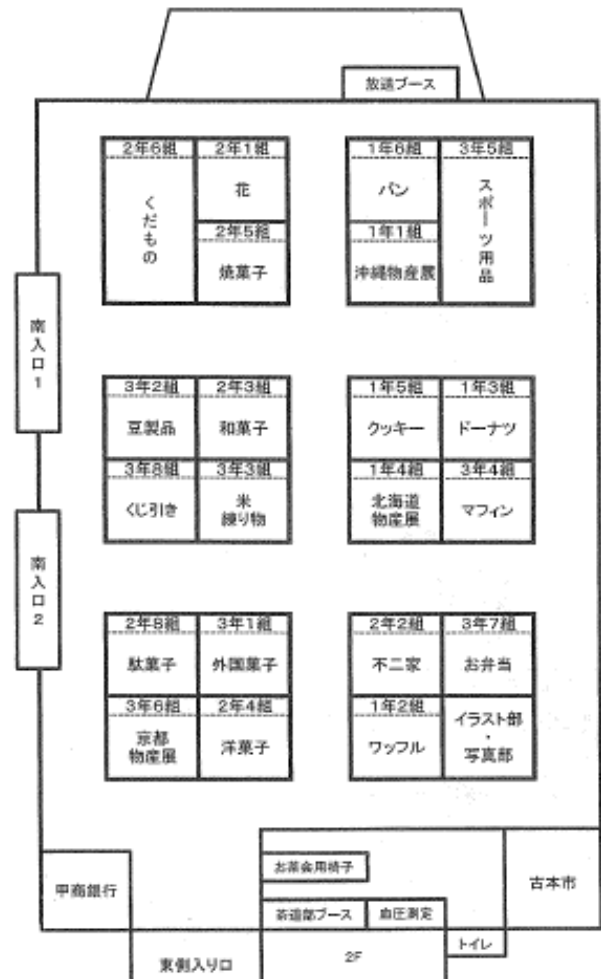 放送ブース
2年6組
くだもの
2年1組
花
2年5組
焼菓子
1年6組
パン
1年1組
沖縄物産展
3年5組
スポーツ用品
南入口1
3年2組
豆製品
2年3組
和菓子
3年8組
くじ引き
3年3組
米
練り物
1年5組
クッキー
1年3組
ドーナツ
1年4組
北海道
物産展
3年4組
マフィン
南入口2
2年8組
駄菓子
3年1組
外国菓子
3年6組
京都
物産展
2年4組
洋菓子
2年2組
不二家
3年7組
お弁当
1年2組
ワッフル
イラスト部
・
写真部
甲商銀行
お茶会用椅子
古本市
茶道部ブース
血圧測定
東側入り口
2F
トイレ